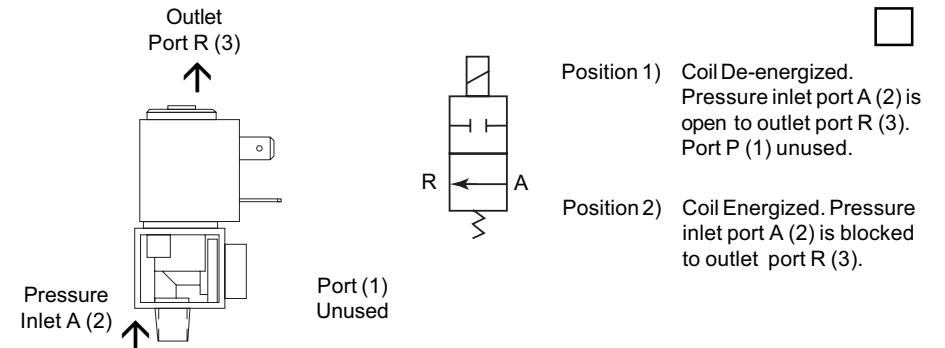 Outlet
Port R (3)
Pressure
Inlet A (2)
Port (1)
Unused
R
A
Position 1) Coil De-energized.
Pressure inlet port A (2) is
open to outlet port R (3).
Port P (1) unused.
Position 2) Coil Energized. Pressure
inlet port A (2) is blocked
to outlet port R (3).